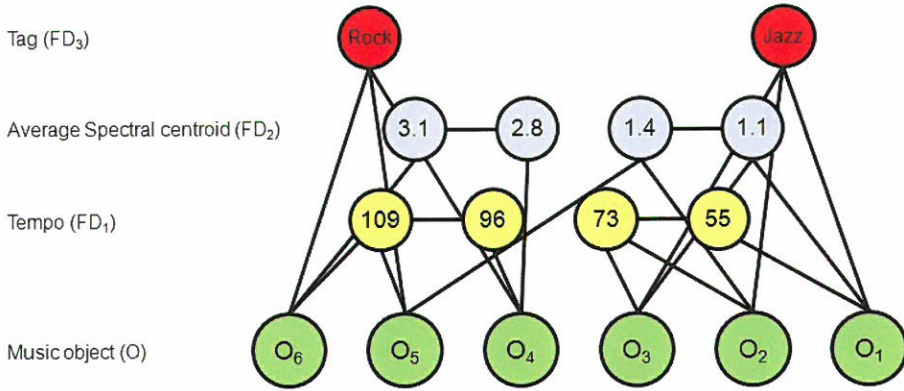 Tag (FD₃) Rock Jazz
Average Spectral centroid (FD₂) 3.1 2.8 1.4 1.1
Tempo (FD₁) 109 96 73 55
Music object (O) O₆ O₅ O₄ O₃ O₂ O₁